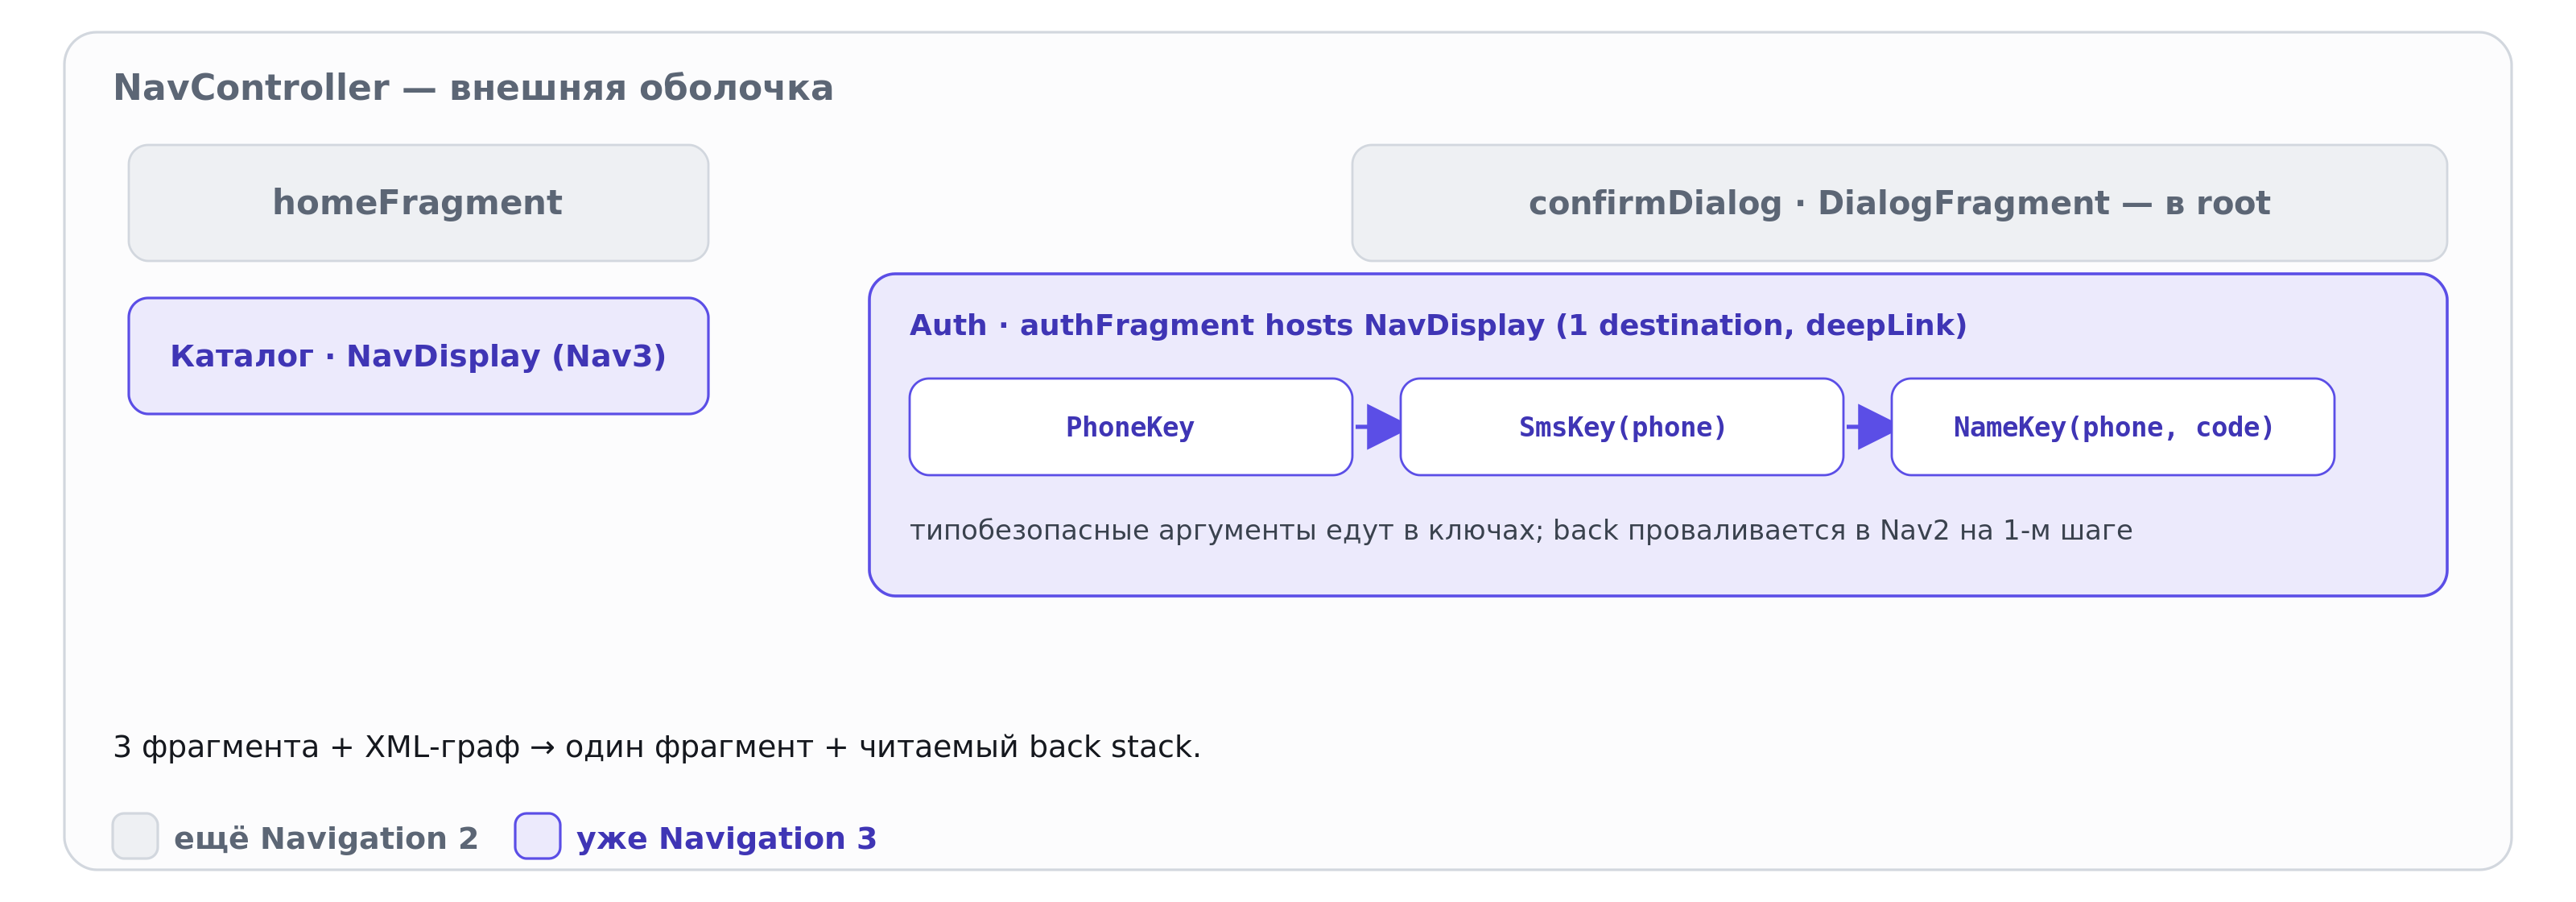 NavController — внешняя оболочка
homeFragment
confirmDialog · DialogFragment — в root
Каталог · NavDisplay (Nav3)
Auth · authFragment hosts NavDisplay (1 destination, deepLink)
PhoneKey
SmsKey(phone)
NameKey(phone, code)
типобезопасные аргументы едут в ключах; back проваливается в Nav2 на 1-м шаге
3 фрагмента + XML-граф → один фрагмент + читаемый back stack.
ещё Navigation 2
уже Navigation 3